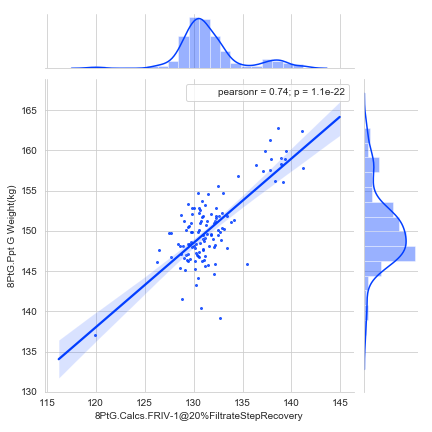 pearsonr = 0.74; p = 1.1e-22
165
160
155
150
145
140
135
130
8PtG.Ppt G Weight(kg)
115 120 125 130 135 140 145
8PtG.Calcs.FRIV-1@20%FiltrateStepRecovery